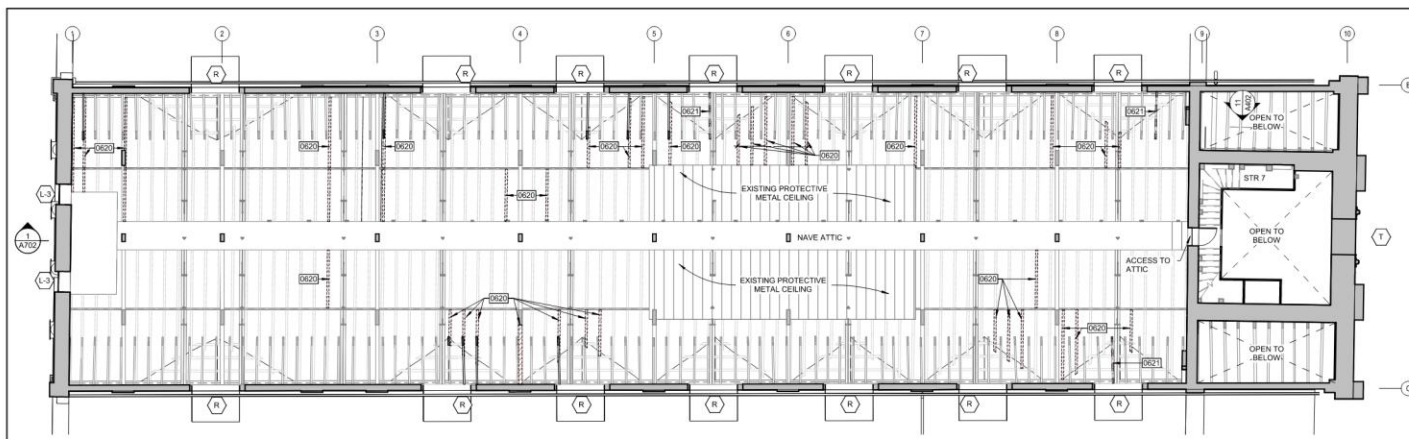 1 2 3 4 5 6 7 8 9 10
R R R R R R R
0621 0621
11
A402
OPEN TO
BELOW
0620 0620 0620 0620 0620 0620 0620 0620
STR 7
L-3
EXISTING PROTECTIVE
METAL CEILING
0620
1
A702
NAVE ATTIC
OPEN TO
BELOW
T
ACCESS TO
ATTIC
L-3
EXISTING PROTECTIVE
METAL CEILING
0620 0620
0620
0620
OPEN TO
BELOW
0621
R R R R R R R